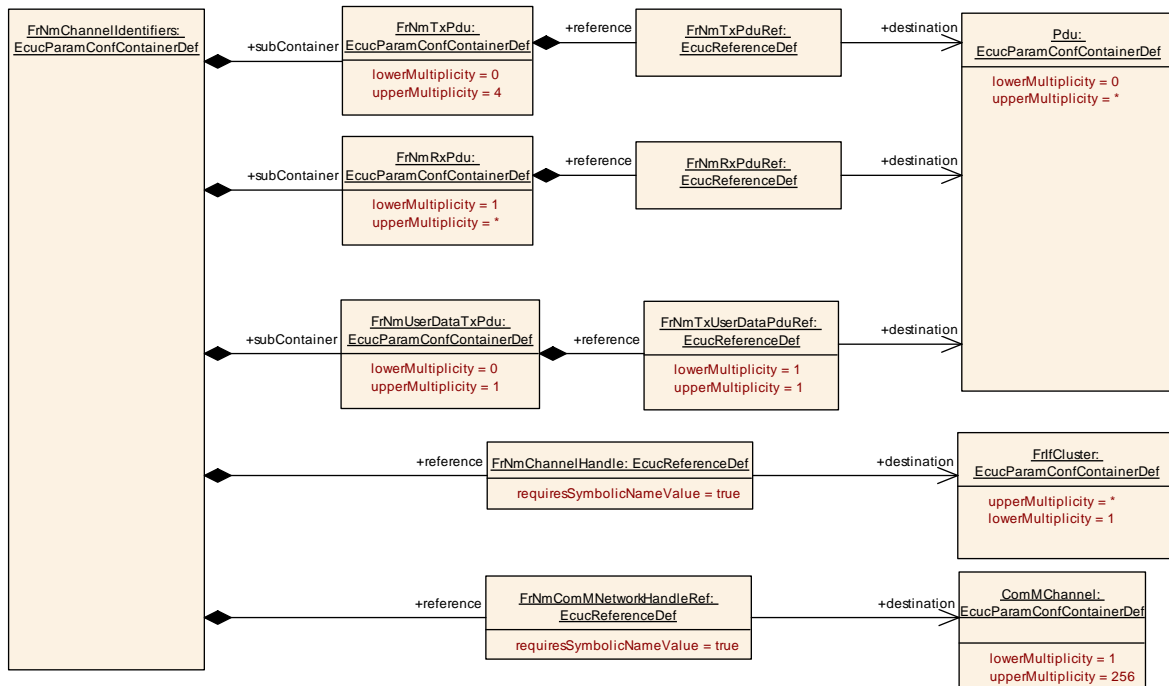 FrNmChannelIdentifiers:
EcucParamConfContainerDef
+subContainer
FrNmTxPdu:
EcucParamConfContainerDef
lowerMultiplicity = 0
upperMultiplicity = 4
+reference
FrNmTxPduRef:
EcucReferenceDef
+destination
Pdu:
EcucParamConfContainerDef
lowerMultiplicity = 0
upperMultiplicity = *
+subContainer
FrNmRxPdu:
EcucParamConfContainerDef
lowerMultiplicity = 1
upperMultiplicity = *
+reference
FrNmRxPduRef:
EcucReferenceDef
+destination
+subContainer
FrNmUserDataTxPdu:
EcucParamConfContainerDef
lowerMultiplicity = 0
upperMultiplicity = 1
+reference
FrNmTxUserDataPduRef:
EcucReferenceDef
lowerMultiplicity = 1
upperMultiplicity = 1
+destination
+reference
FrNmChannelHandle: EcucReferenceDef
requiresSymbolicNameValue = true
+destination
FrIfCluster:
EcucParamConfContainerDef
upperMultiplicity = *
lowerMultiplicity = 1
+reference
FrNmComMNetworkHandleRef:
EcucReferenceDef
requiresSymbolicNameValue = true
+destination
ComMChannel:
EcucParamConfContainerDef
lowerMultiplicity = 1
upperMultiplicity = 256